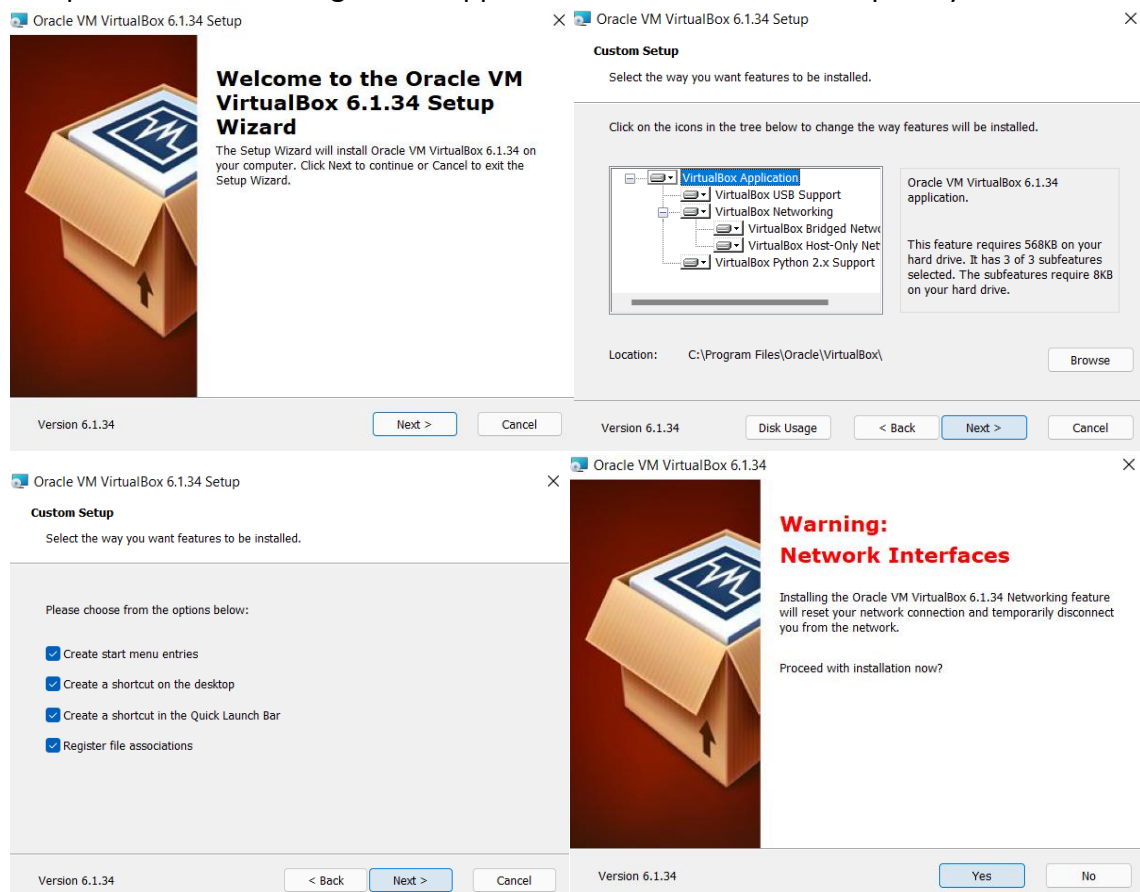 Oracle VM VirtualBox 6.1.34 Setup
Welcome to the Oracle VM
VirtualBox 6.1.34 Setup
Wizard
The Setup Wizard will install Oracle VM VirtualBox 6.1.34 on
your computer. Click Next to continue or Cancel to exit the
Setup Wizard.
Version 6.1.34
Next >
Cancel
Oracle VM VirtualBox 6.1.34 Setup
Custom Setup
Select the way you want features to be installed.
Click on the icons in the tree below to change the way features will be installed.
VirtualBox Application
VirtualBox USB Support
VirtualBox Networking
VirtualBox Bridged Netwo
VirtualBox Host-Only Net
VirtualBox Python 2.x Support
Oracle VM VirtualBox 6.1.34
application.
This feature requires 568KB on your
hard drive. It has 3 of 3 subfeatures
selected. The subfeatures require 8KB
on your hard drive.
Location: C:\Program Files\Oracle\VirtualBox\
Browse
Version 6.1.34
Disk Usage
< Back
Next >
Cancel
Oracle VM VirtualBox 6.1.34 Setup
Custom Setup
Select the way you want features to be installed.
Please choose from the options below:
Create start menu entries
Create a shortcut on the desktop
Create a shortcut in the Quick Launch Bar
Register file associations
Version 6.1.34
< Back
Next >
Cancel
Oracle VM VirtualBox 6.1.34
Warning:
Network Interfaces
Installing the Oracle VM VirtualBox 6.1.34 Networking feature
will reset your network connection and temporarily disconnect
you from the network.
Proceed with installation now?
Version 6.1.34
Yes
No